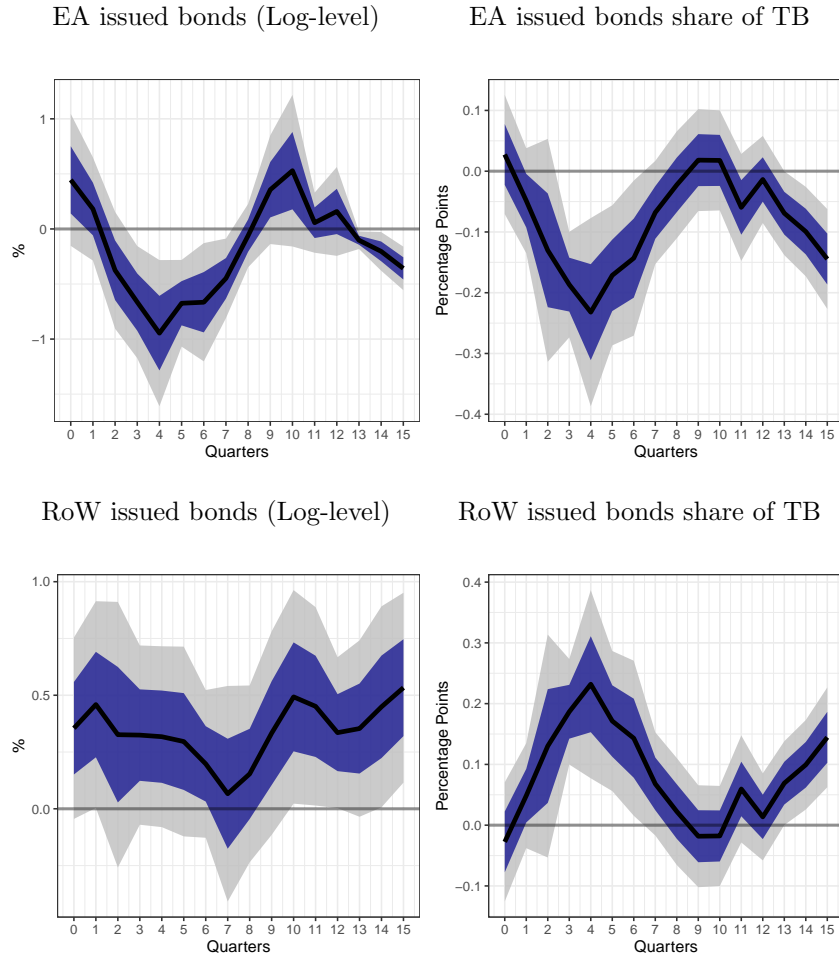 EA issued bonds (Log-level)
EA issued bonds share of TB
1
0
−1
%
0 1 2 3 4 5 6 7 8 9 10 11 12 13 14 15
Quarters
0.1
0.0
−0.1
−0.2
−0.3
−0.4
Percentage Points
0 1 2 3 4 5 6 7 8 9 10 11 12 13 14 15
Quarters
RoW issued bonds (Log-level)
RoW issued bonds share of TB
1.0
0.5
0.0
%
0 1 2 3 4 5 6 7 8 9 10 11 12 13 14 15
Quarters
0.4
0.3
0.2
0.1
0.0
−0.1
Percentage Points
0 1 2 3 4 5 6 7 8 9 10 11 12 13 14 15
Quarters